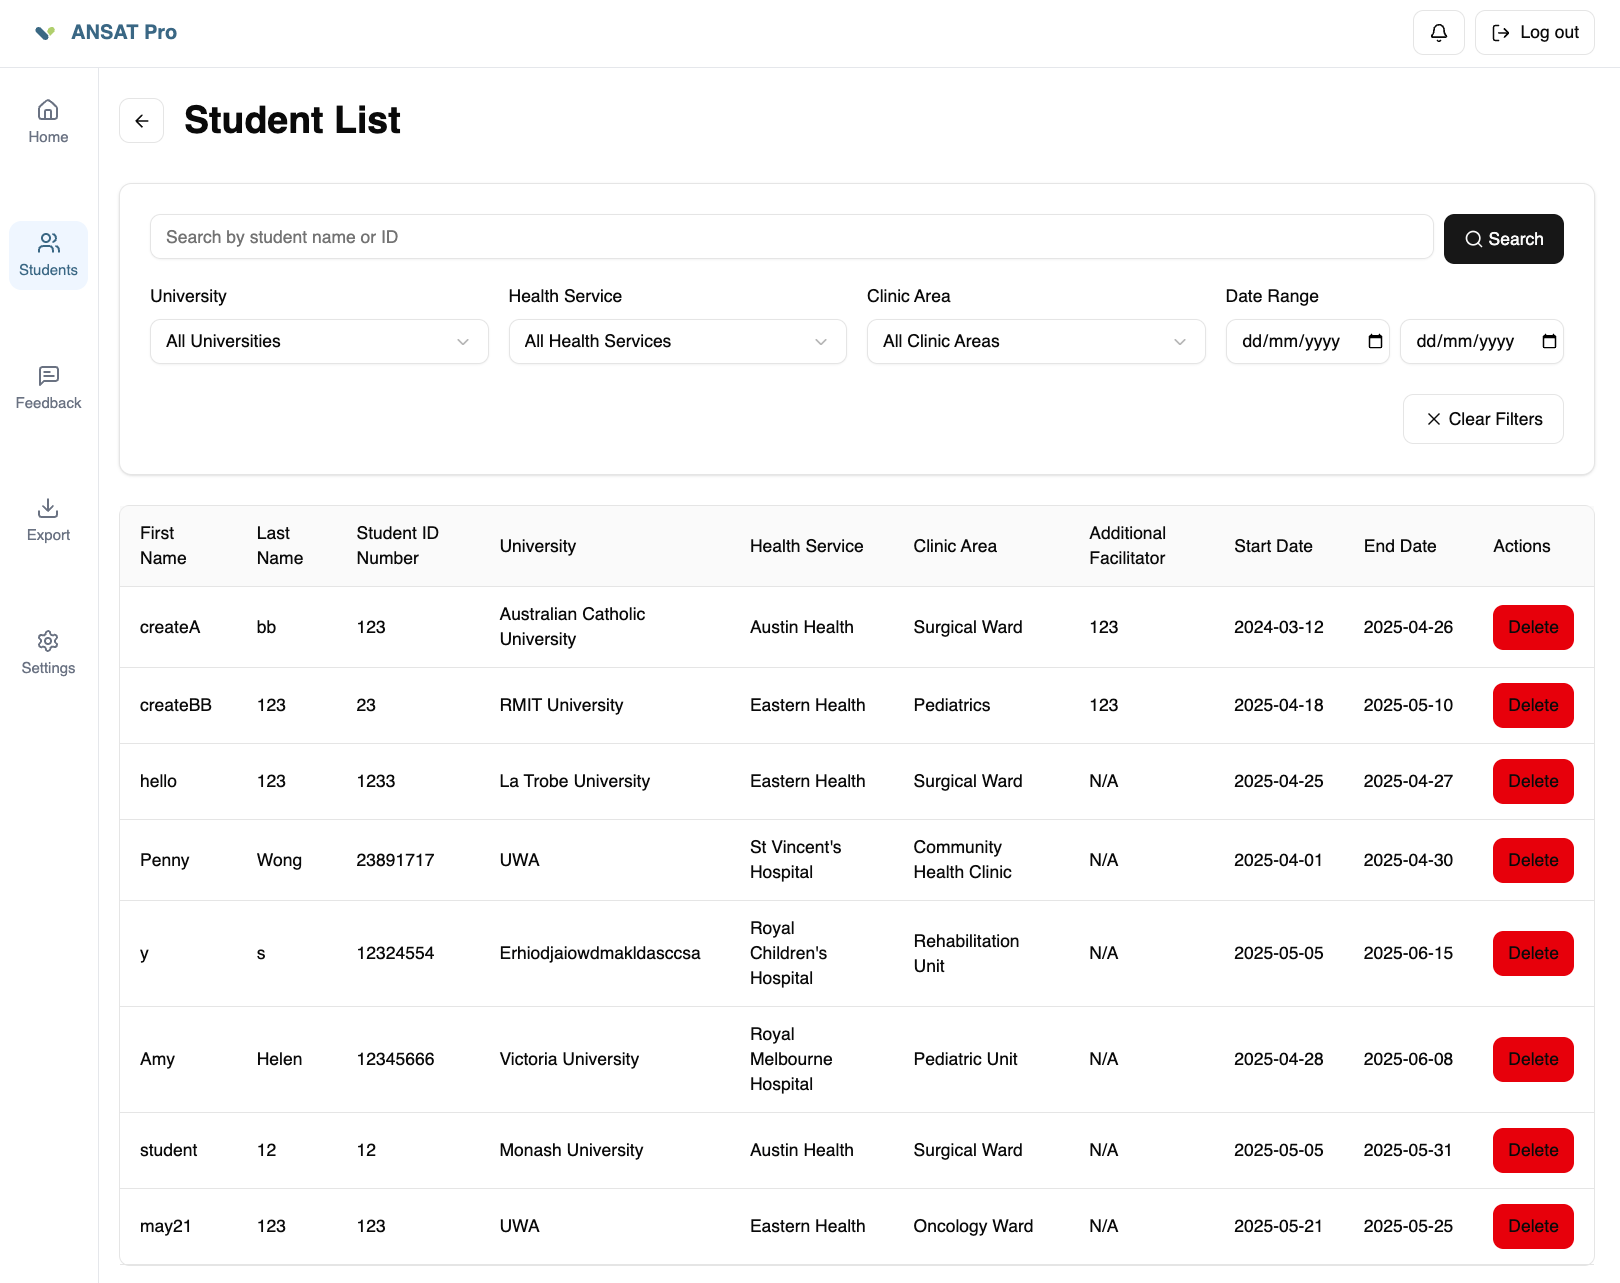 ANSAT Pro
Log out
Home
Students
Feedback
Export
Settings
Student List
Search by student name or ID
Search
University
Health Service
Clinic Area
Date Range
All Universities
All Health Services
All Clinic Areas
dd/mm/yyyy
dd/mm/yyyy
Clear Filters
First Name
Last Name
Student ID Number
University
Health Service
Clinic Area
Additional Facilitator
Start Date
End Date
Actions
createA bb 123 Australian Catholic University Austin Health Surgical Ward 123 2024-03-12 2025-04-26 Delete
createBB 123 23 RMIT University Eastern Health Pediatrics 123 2025-04-18 2025-05-10 Delete
hello 123 1233 La Trobe University Eastern Health Surgical Ward N/A 2025-04-25 2025-04-27 Delete
Penny Wong 23891717 UWA St Vincent's Hospital Community Health Clinic N/A 2025-04-01 2025-04-30 Delete
y s 12324554 Erhiodjaiowdmakldasccsa Royal Children's Hospital Rehabilitation Unit N/A 2025-05-05 2025-06-15 Delete
Amy Helen 12345666 Victoria University Royal Melbourne Hospital Pediatric Unit N/A 2025-04-28 2025-06-08 Delete
student 12 12 Monash University Austin Health Surgical Ward N/A 2025-05-05 2025-05-31 Delete
may21 123 123 UWA Eastern Health Oncology Ward N/A 2025-05-21 2025-05-25 Delete